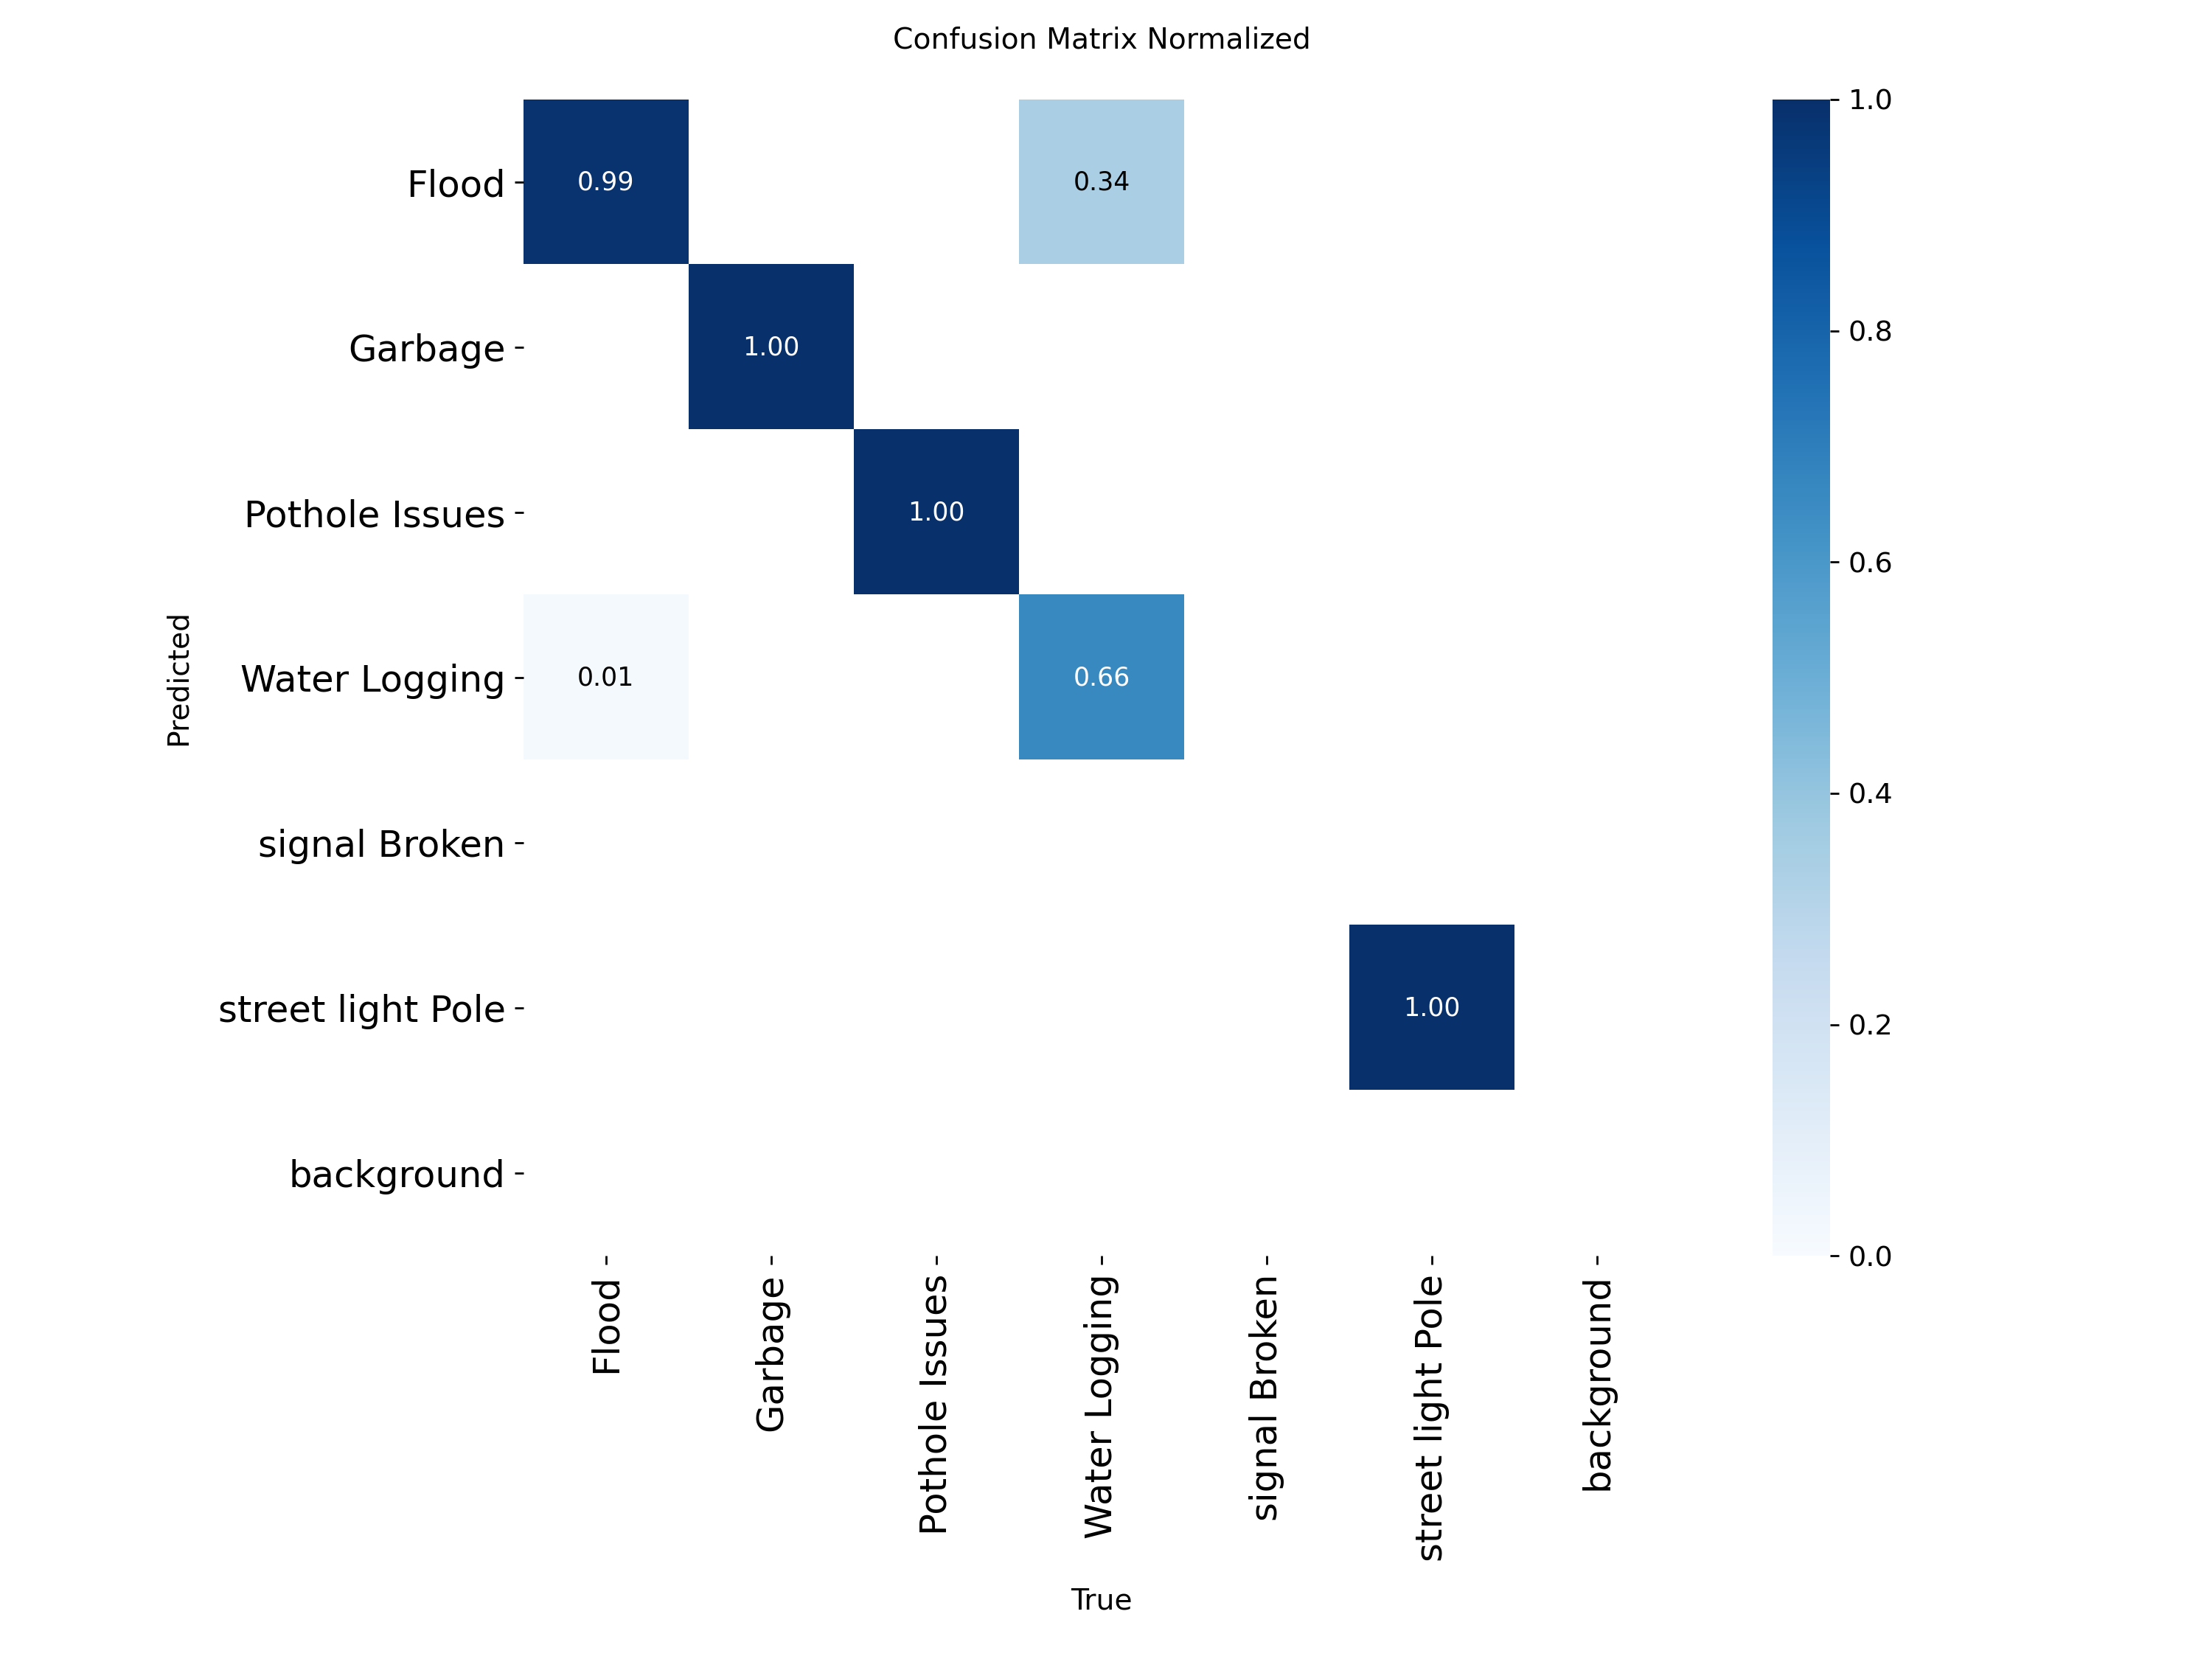 Confusion Matrix Normalized
Flood
0.99
0.34
1.0
Garbage
1.00
0.8
Pothole Issues
1.00
0.6
Predicted
Water Logging
0.01
0.66
0.4
signal Broken
street light Pole
1.00
0.2
background
0.0
Flood
Garbage
Pothole Issues
Water Logging
signal Broken
street light Pole
background
True